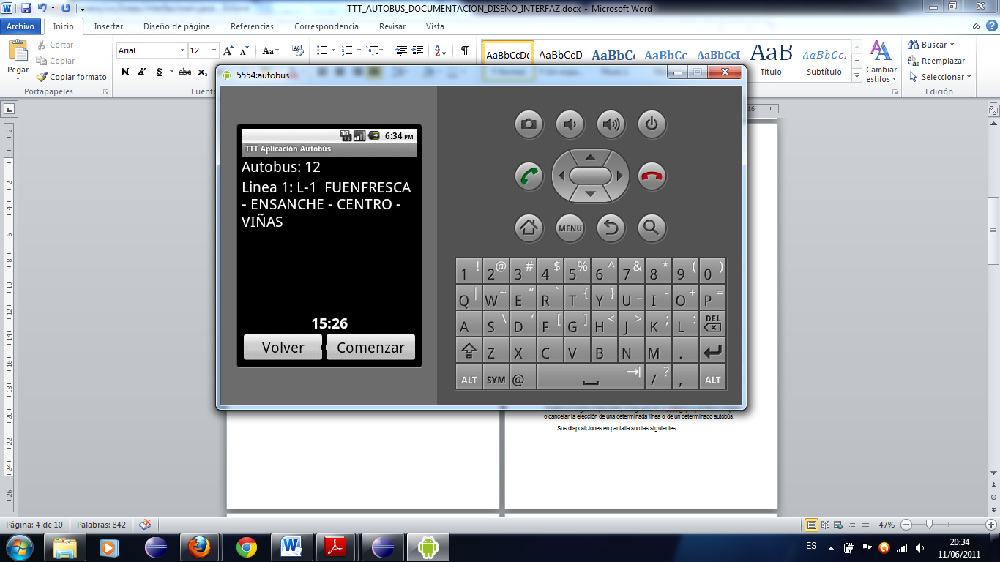 TTT_AUTOBUS_DOCUMENTACION_DISEÑO_INTERFAZ.docx - Microsoft Word
Archivo Inicio Insertar Diseño de página Referencias Correspondencia Revisar Vista
Pegar
Cortar
Copiar
Copiar formato
Portapapeles
Arial 12
N K S abc x₂
Fuente
AaBbCcDc AaBbCcD AaBbCc AaBbCc AaBbCcI AaB AaBbCc.
Título Subtítulo
Cambiar
estilos
Buscar
Reemplazar
Seleccionar
Edición
5554:autobus
3G 6:34 PM
TTT Aplicación Autobús
Autobus: 12
Linea 1: L-1 FUENFRESCA
- ENSANCHE - CENTRO -
VIÑAS
15:26
Volver Comenzar
MENU
1 ! 2 @ 3 # 4 $ 5 % 6 ^ 7 & 8 * 9 ( 0 )
Q | W ~ E “ R ` T { Y } U _ I - O + P =
A S \ D ‘ F [ G ] H < J > K ; L : DEL
Z X C V B N M .
ALT SYM @ / ? , ALT
o cancelar la elección de una determinada línea o de un determinado autobús.
Sus disposiciones en pantalla son las siguientes:
Página: 4 de 10 Palabras: 842 47%
ES 20:34
11/06/2011